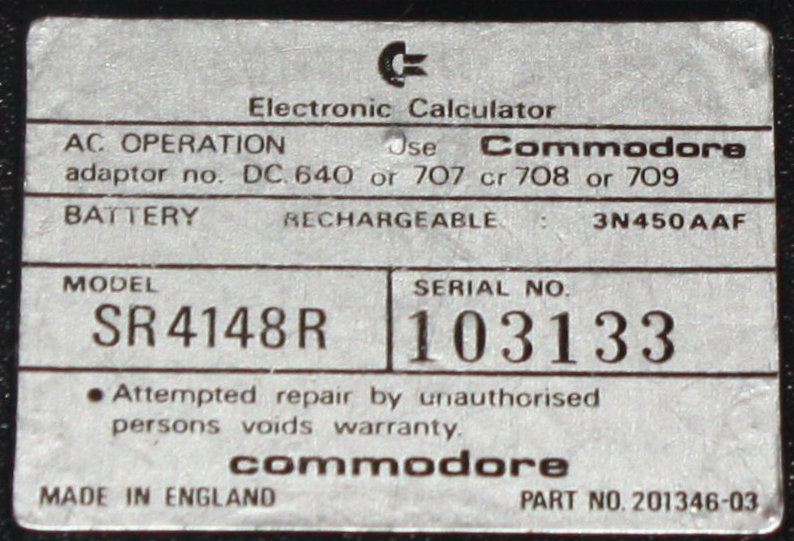 Electronic Calculator
AC OPERATION Use Commodore
adaptor no. DC 640 or 707 or 708 or 709
BATTERY RECHARGEABLE : 3N450AAF
MODEL SERIAL NO.
SR4148R 103133
• Attempted repair by unauthorised
persons voids warranty.
commodore
MADE IN ENGLAND PART NO. 201346-03